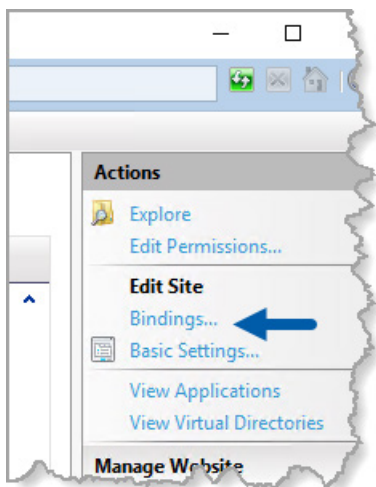 Actions
Explore
Edit Permissions...
Edit Site
Bindings...
Basic Settings...
View Applications
View Virtual Directories
Manage Website